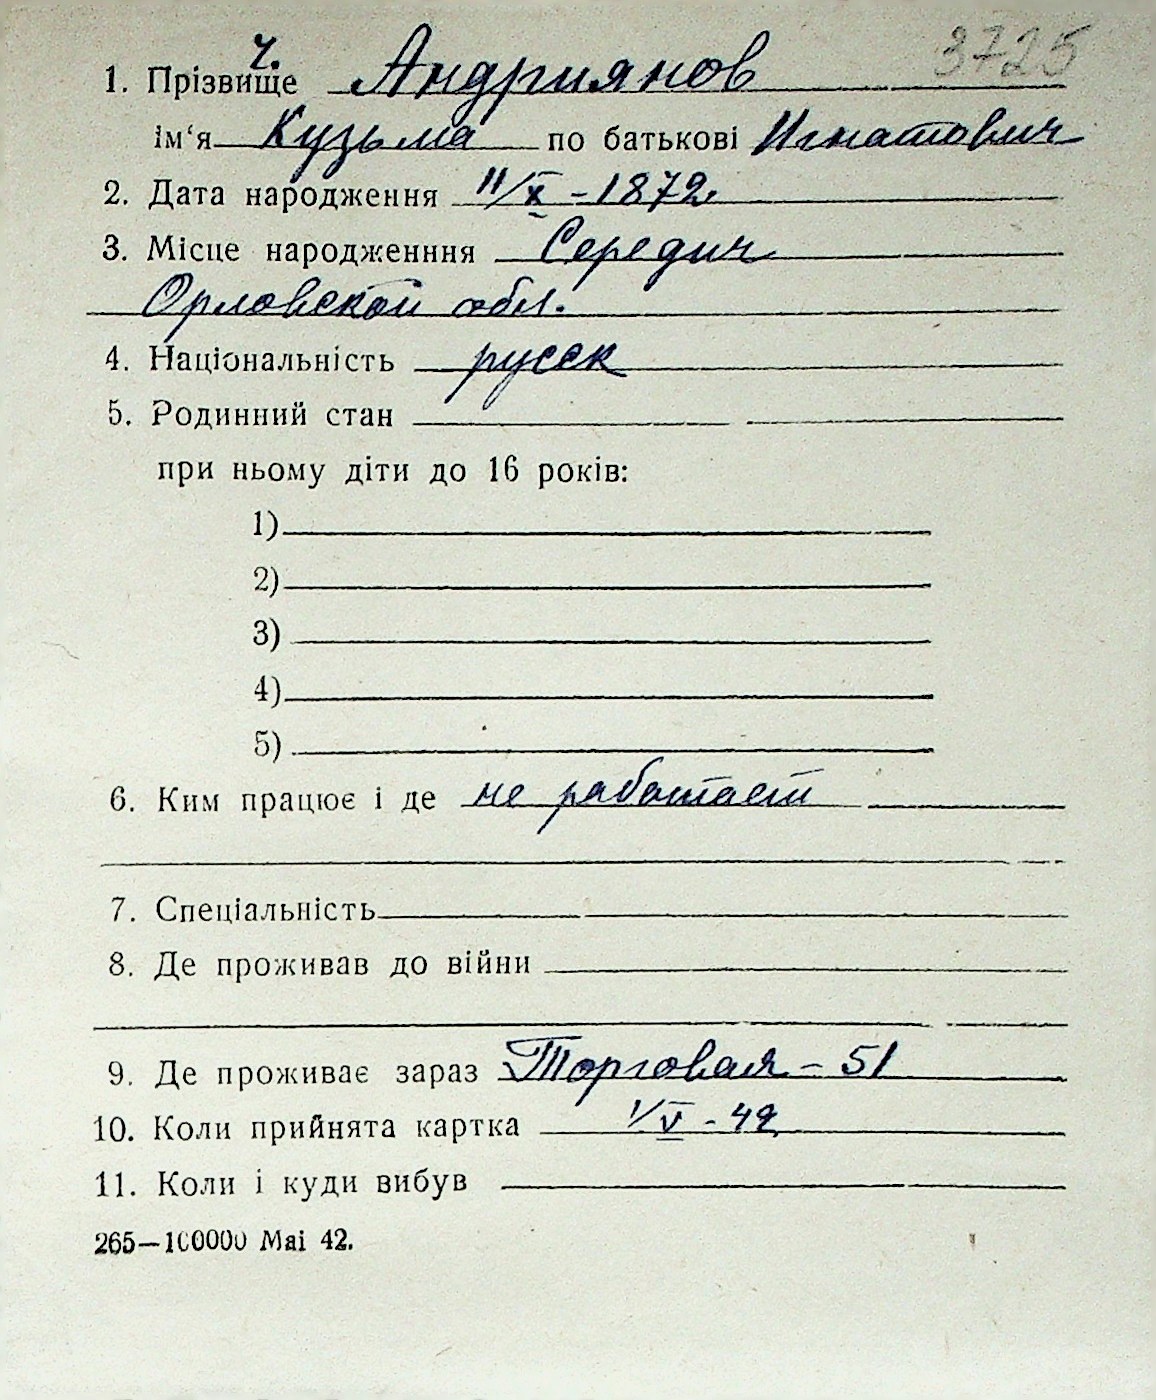 ч. 3725
1. Прізвище Андриянов
ім‘я Кузьма по батькові Игнатович
2. Дата народження 11/X - 1872
3. Місце народженння Середич
Орловской обл.
4. Національність русск
5. Родинний стан
при ньому діти до 16 років:
1)
2)
3)
4)
5)
6. Ким працює і де не работает
7. Спеціальність
8. Де проживав до війни
9. Де проживає зараз Торговая - 51
10. Коли прийнята картка 1/V - 42
11. Коли і куди вибув
265—100000 Mai 42.